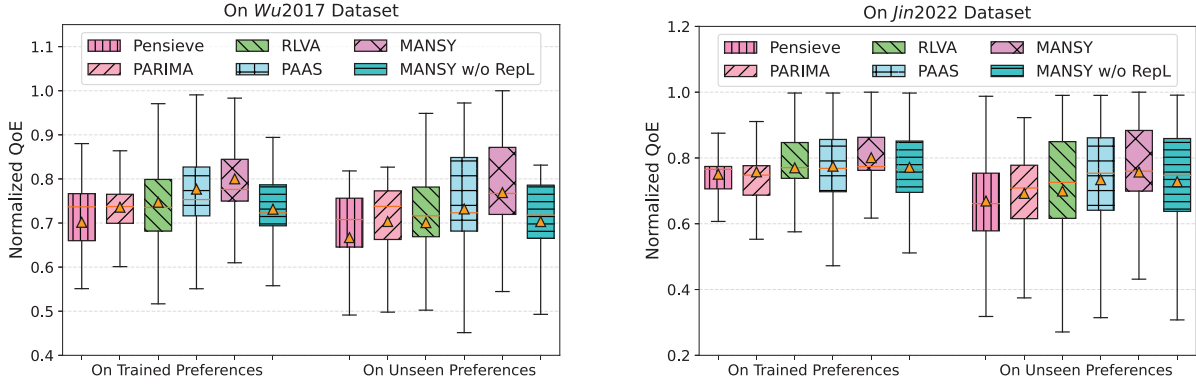 On Wu2017 Dataset
Pensieve RLVA MANSY
PARIMA PAAS MANSY w/o RepL
Normalized QoE
1.1
1.0
0.9
0.8
0.7
0.6
0.5
0.4
On Trained Preferences On Unseen Preferences
On Jin2022 Dataset
Pensieve RLVA MANSY
PARIMA PAAS MANSY w/o RepL
Normalized QoE
1.2
1.0
0.8
0.6
0.4
0.2
On Trained Preferences On Unseen Preferences